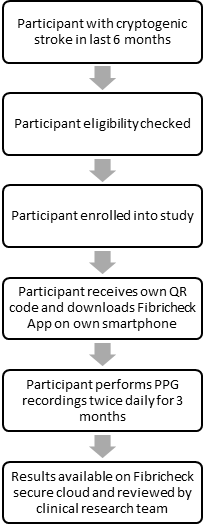 Participant with cryptogenic
stroke in last 6 months
Participant eligibility checked
Participant enrolled into study
Participant receives own QR
code and downloads Fibricheck
App on own smartphone
Participant performs PPG
recordings twice daily for 3
months
Results available on Fibricheck
secure cloud and reviewed by
clinical research team